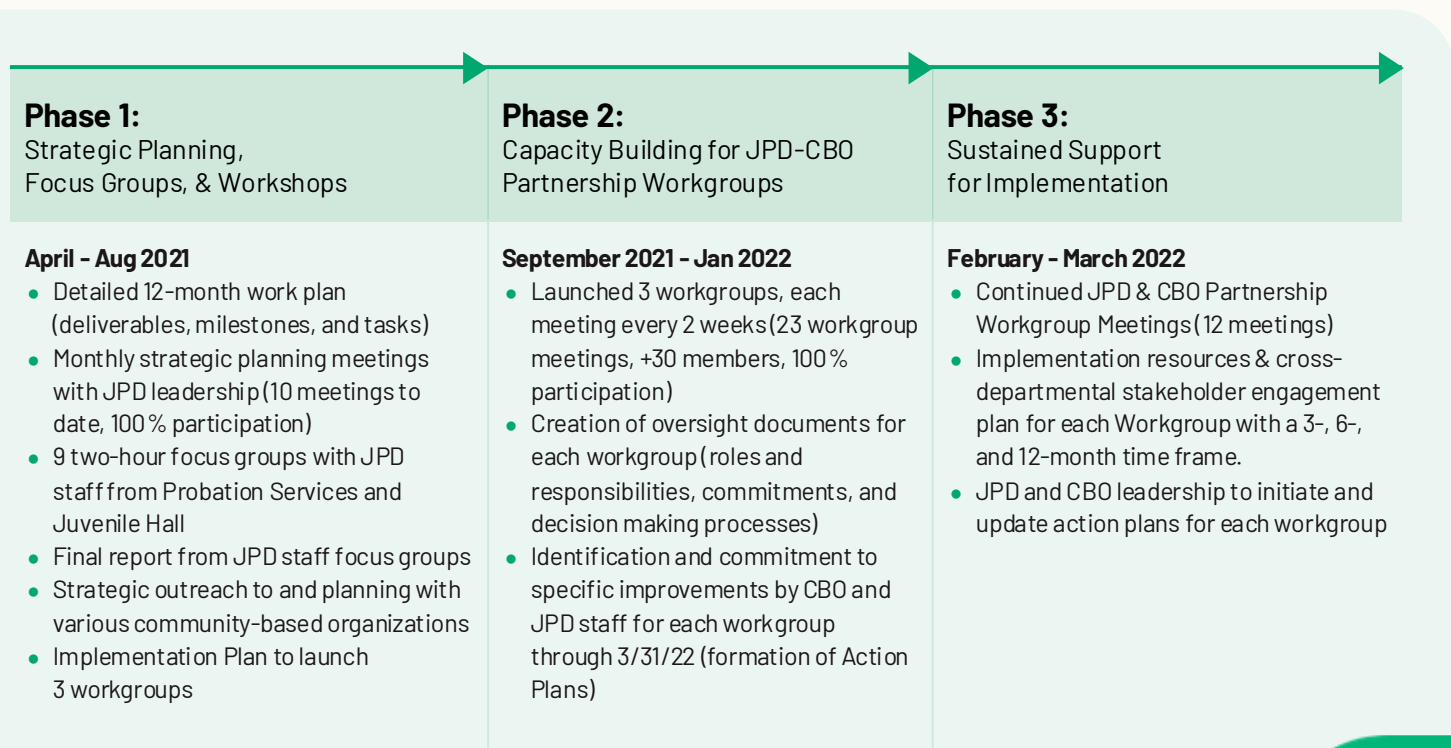 Phase 1:
Strategic Planning,
Focus Groups, & Workshops
April - Aug 2021
• Detailed 12-month work plan
(deliverables, milestones, and tasks)
• Monthly strategic planning meetings
with JPD leadership (10 meetings to
date, 100% participation)
• 9 two-hour focus groups with JPD
staff from Probation Services and
Juvenile Hall
• Final report from JPD staff focus groups
• Strategic outreach to and planning with
various community-based organizations
• Implementation Plan to launch
3 workgroups
Phase 2:
Capacity Building for JPD-CBO
Partnership Workgroups
September 2021 - Jan 2022
• Launched 3 workgroups, each
meeting every 2 weeks (23 workgroup
meetings, +30 members, 100%
participation)
• Creation of oversight documents for
each workgroup (roles and
responsibilities, commitments, and
decision making processes)
• Identification and commitment to
specific improvements by CBO and
JPD staff for each workgroup
through 3/31/22 (formation of Action
Plans)
Phase 3:
Sustained Support
for Implementation
February - March 2022
• Continued JPD & CBO Partnership
Workgroup Meetings (12 meetings)
• Implementation resources & cross-
departmental stakeholder engagement
plan for each Workgroup with a 3-, 6-,
and 12-month time frame.
• JPD and CBO leadership to initiate and
update action plans for each workgroup